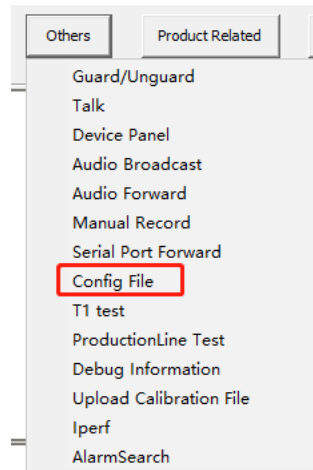 Others Product Related
Guard/Unguard
Talk
Device Panel
Audio Broadcast
Audio Forward
Manual Record
Serial Port Forward
Config File
T1 test
ProductionLine Test
Debug Information
Upload Calibration File
Iperf
AlarmSearch